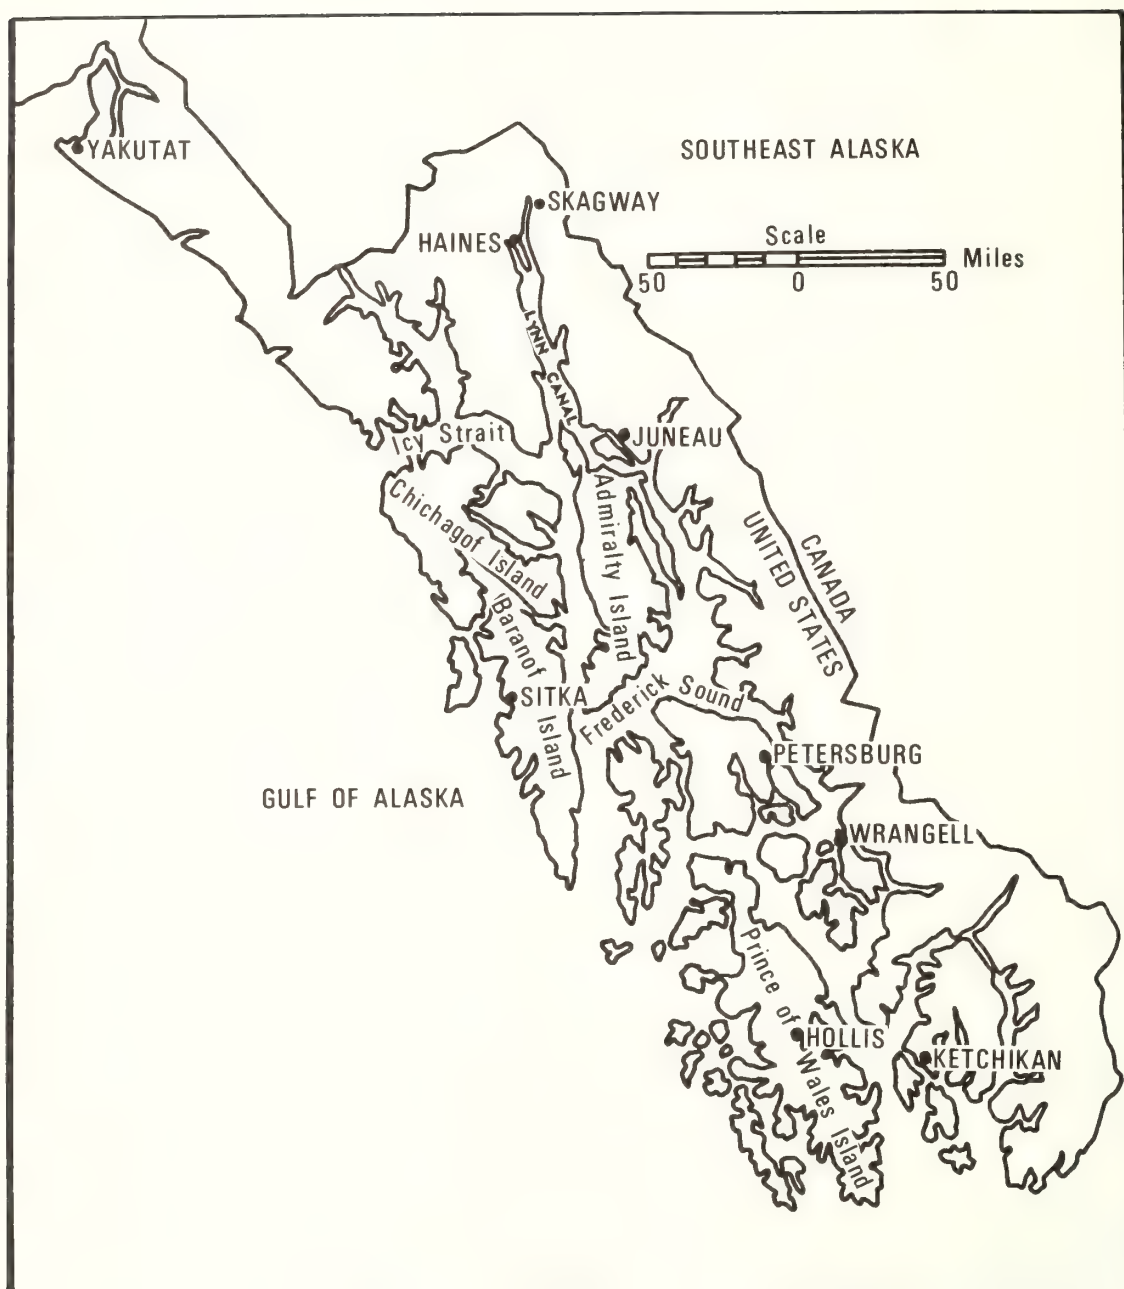 YAKUTAT
SOUTHEAST ALASKA
SKAGWAY
HAINES
Scale
Miles
50 0 50
LYNN CANAL
JUNEAU
Icy Strait
Chichagof Island
Admiralty Island
CANADA
UNITED STATES
Baranof Island
SITKA
Frederick Sound
PETERSBURG
GULF OF ALASKA
WRANGELL
Prince of Wales Island
HOLLIS
KETCHIKAN